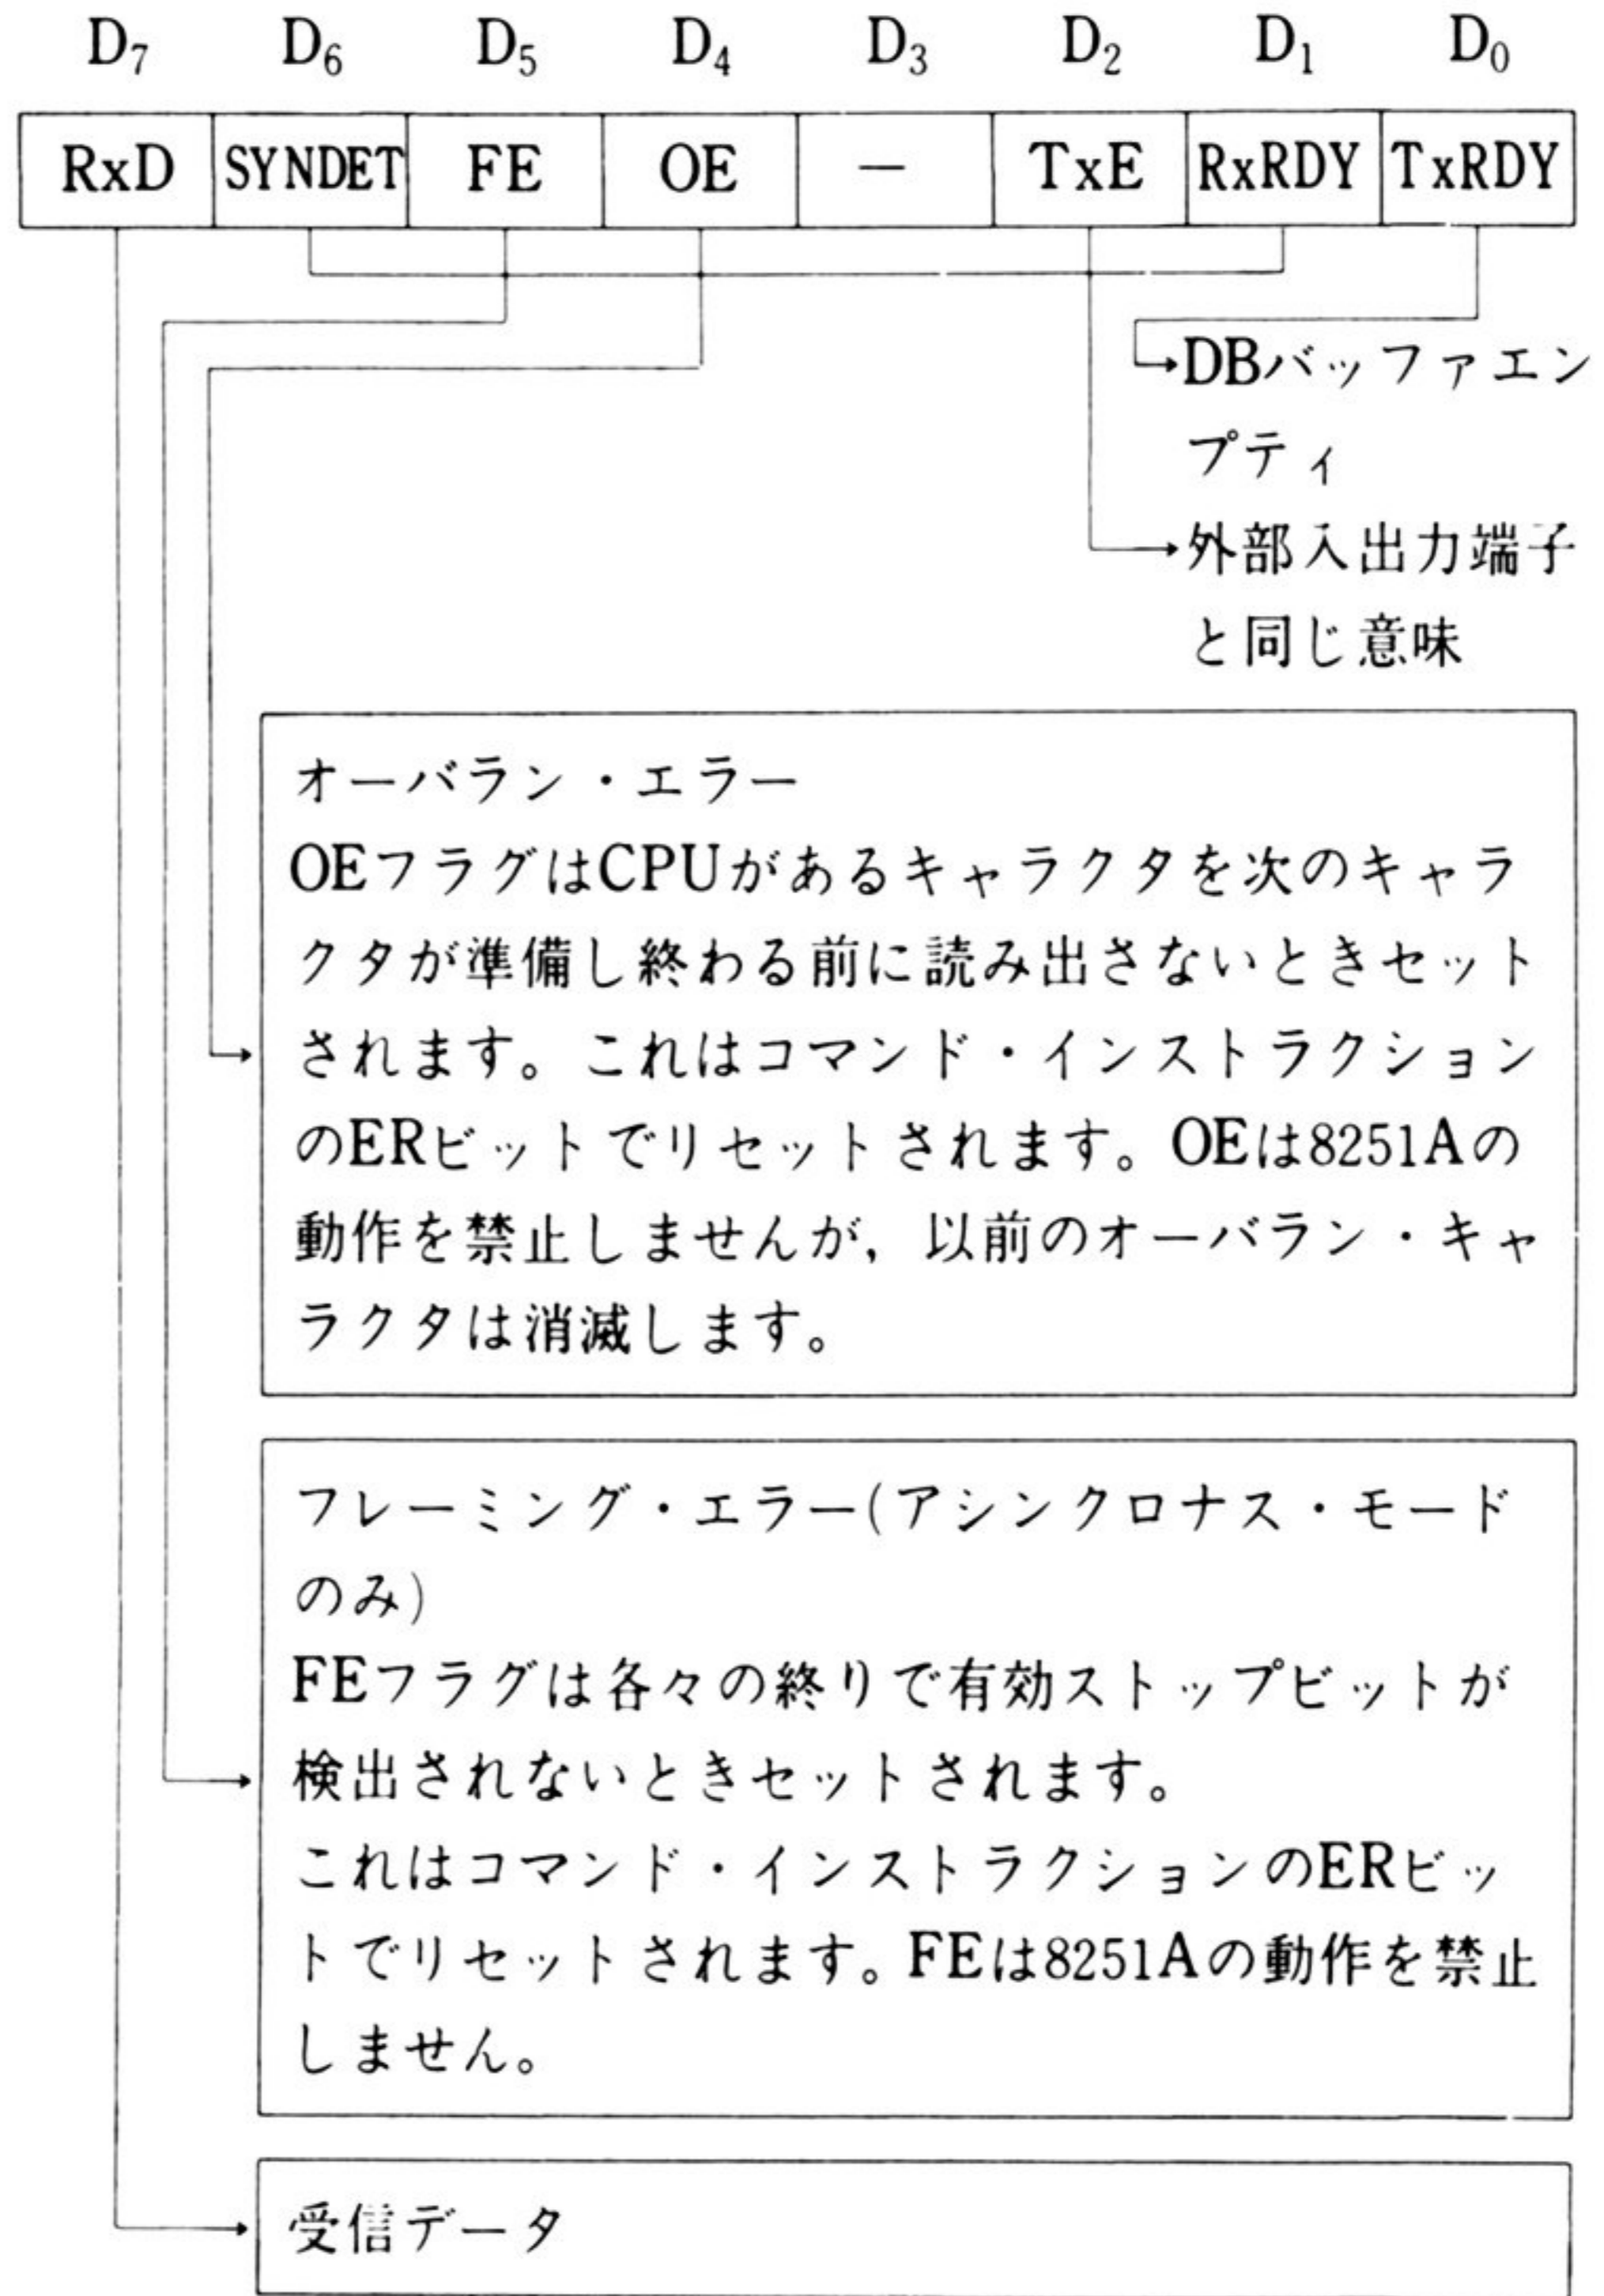 D₇ D₆ D₅ D₄ D₃ D₂ D₁ D₀
RxD SYNDET FE OE － TxE RxRDY TxRDY
DBバッファエン
プティ
外部入出力端子
と同じ意味
オーバラン・エラー
OEフラグはCPUがあるキャラクタを次のキャラ
クタが準備し終わる前に読み出さないときセット
されます。これはコマンド・インストラクション
のERビットでリセットされます。OEは8251Aの
動作を禁止しませんが，以前のオーバラン・キャ
ラクタは消滅します。
フレーミング・エラー(アシンクロナス・モード
のみ)
FEフラグは各々の終りで有効ストップビットが
検出されないときセットされます。
これはコマンド・インストラクションのERビッ
トでリセットされます。FEは8251Aの動作を禁止
しません。
受信データ